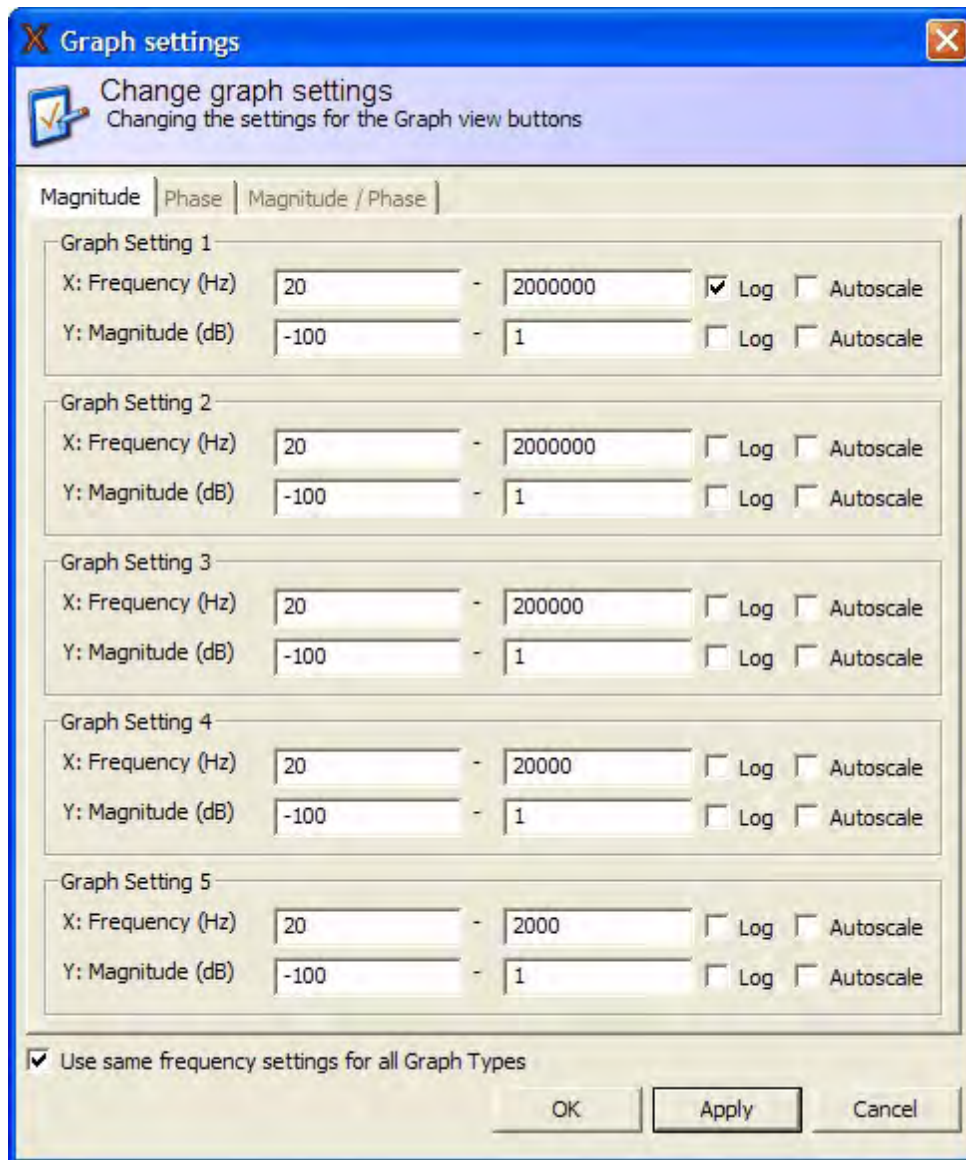 Graph settings
Change graph settings
Changing the settings for the Graph view buttons
Magnitude Phase Magnitude / Phase
Graph Setting 1
X: Frequency (Hz) 20 - 2000000 Log Autoscale
Y: Magnitude (dB) -100 - 1 Log Autoscale
Graph Setting 2
X: Frequency (Hz) 20 - 2000000 Log Autoscale
Y: Magnitude (dB) -100 - 1 Log Autoscale
Graph Setting 3
X: Frequency (Hz) 20 - 200000 Log Autoscale
Y: Magnitude (dB) -100 - 1 Log Autoscale
Graph Setting 4
X: Frequency (Hz) 20 - 20000 Log Autoscale
Y: Magnitude (dB) -100 - 1 Log Autoscale
Graph Setting 5
X: Frequency (Hz) 20 - 2000 Log Autoscale
Y: Magnitude (dB) -100 - 1 Log Autoscale
Use same frequency settings for all Graph Types
OK Apply Cancel